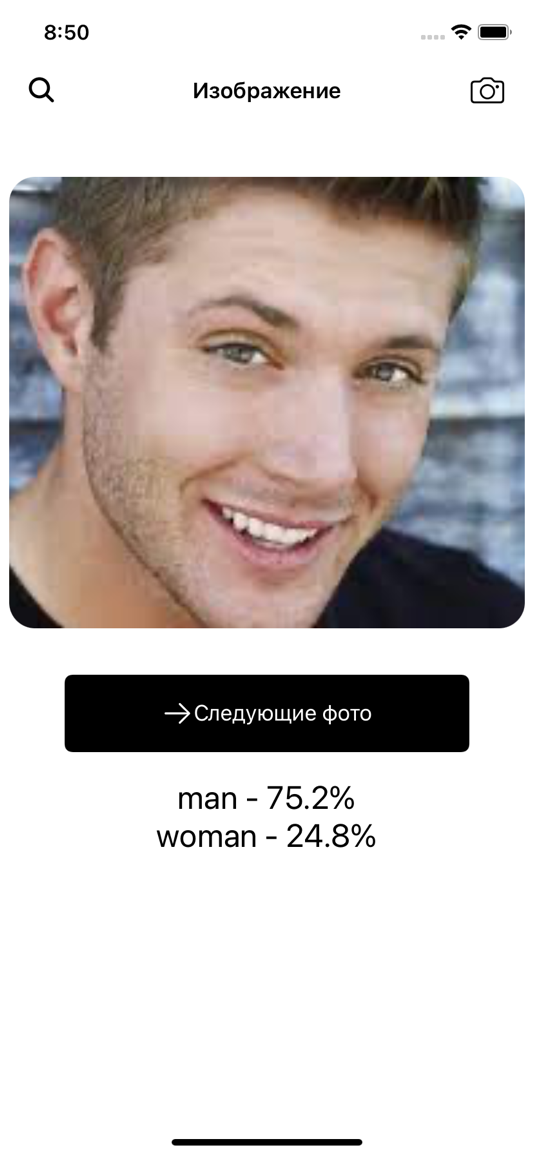 8:50
Изображение
Следующие фото
man - 75.2%
woman - 24.8%